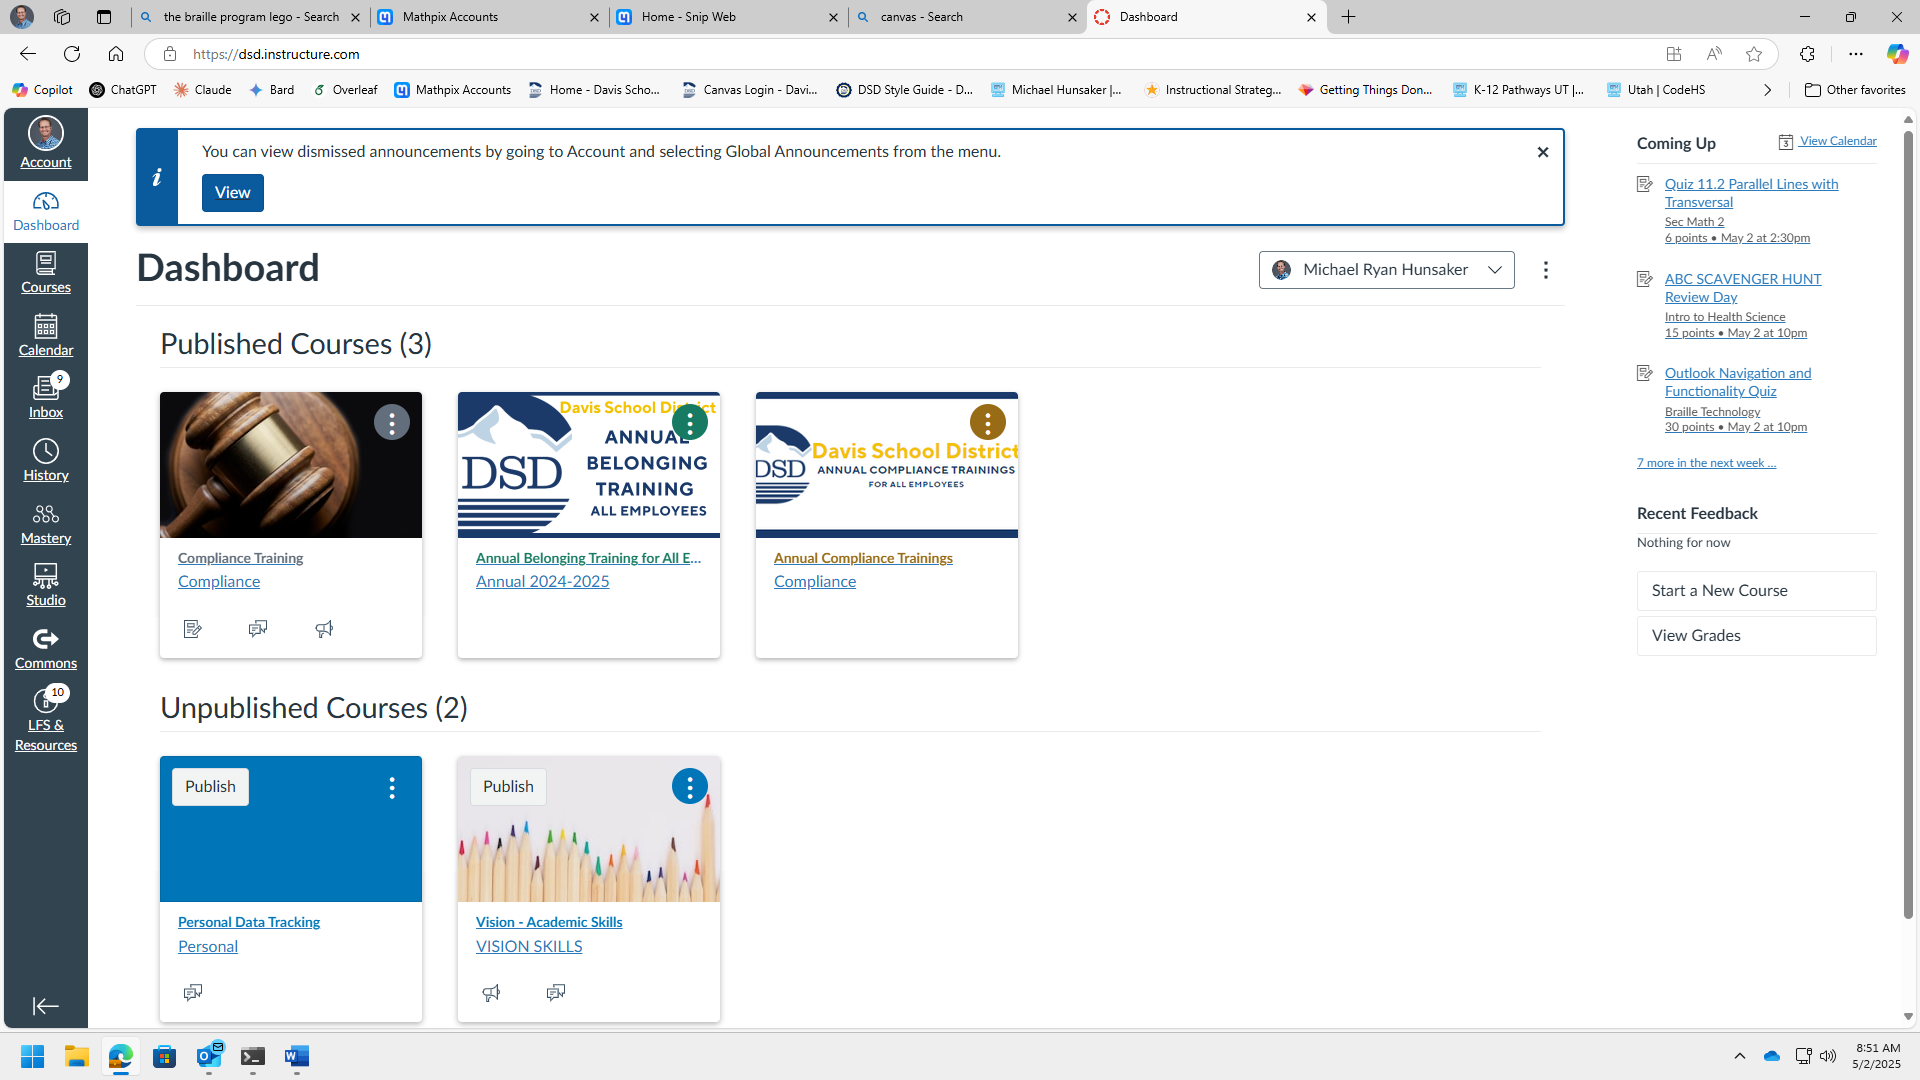 the braille program lego - Search
Mathpix Accounts
Home - Snip Web
canvas - Search
Dashboard
https://dsd.instructure.com
Copilot
ChatGPT
Claude
Bard
Overleaf
Mathpix Accounts
Home - Davis Scho...
Canvas Login - Davi...
DSD Style Guide - D...
Michael Hunsaker |...
Instructional Strateg...
Getting Things Don...
K-12 Pathways UT |...
Utah | CodeHS
Other favorites
Account
Dashboard
Courses
Calendar
9
Inbox
History
Mastery
Studio
Commons
10
LFS &
Resources
You can view dismissed announcements by going to Account and selecting Global Announcements from the menu.
View
Dashboard
Michael Ryan Hunsaker
Published Courses (3)
Compliance Training
Compliance
Davis School District
DSD
ANNUAL
BELONGING
TRAINING
ALL EMPLOYEES
Annual Belonging Training for All E...
Annual 2024-2025
DSD
Davis School District
ANNUAL COMPLIANCE TRAININGS
FOR ALL EMPLOYEES
Annual Compliance Trainings
Compliance
Unpublished Courses (2)
Publish
Personal Data Tracking
Personal
Publish
Vision - Academic Skills
VISION SKILLS
Coming Up
3
View Calendar
Quiz 11.2 Parallel Lines with
Transversal
Sec Math 2
6 points • May 2 at 2:30pm
ABC SCAVENGER HUNT
Review Day
Intro to Health Science
15 points • May 2 at 10pm
Outlook Navigation and
Functionality Quiz
Braille Technology
30 points • May 2 at 10pm
7 more in the next week ...
Recent Feedback
Nothing for now
Start a New Course
View Grades
8:51 AM
5/2/2025